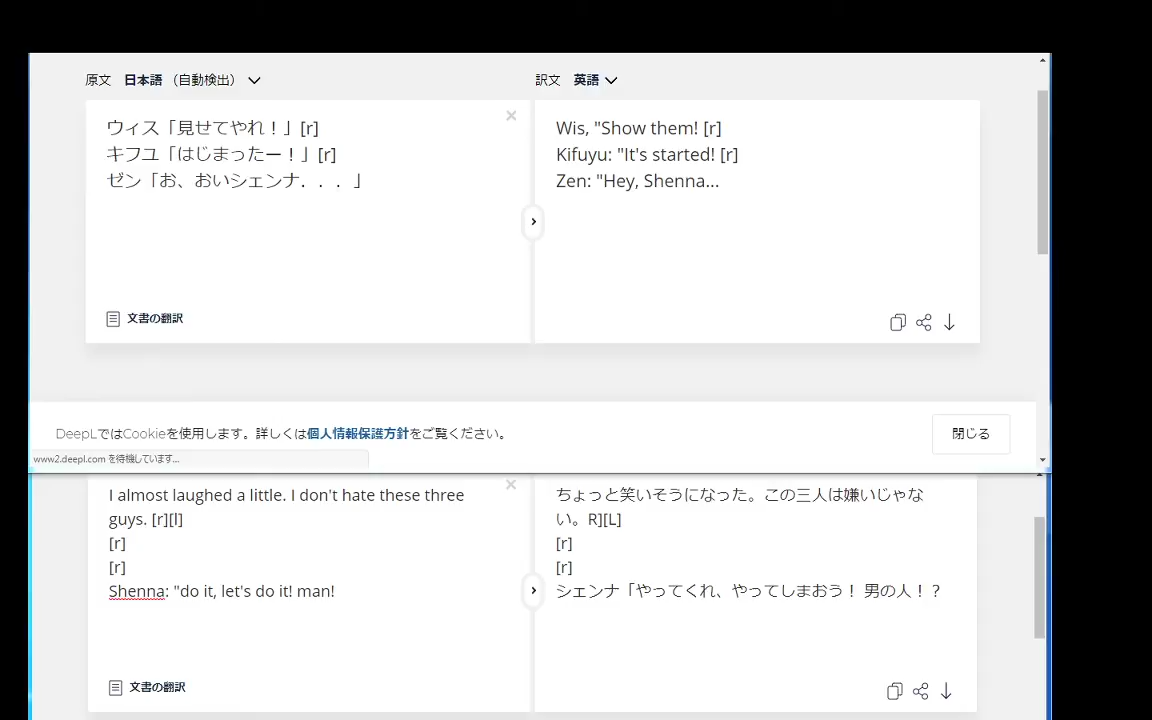 原文 日本語 （自動検出）
訳文 英語
ウィス「見せてやれ！」[r]
キフユ「はじまったー！」[r]
ゼン「お、おいシェンナ．．．」
文書の翻訳
Wis, "Show them! [r]
Kifuyu: "It's started! [r]
Zen: "Hey, Shenna...
DeepLではCookieを使用します。詳しくは個人情報保護方針をご覧ください。
閉じる
www2.deepl.com を待機しています...
I almost laughed a little. I don't hate these three
guys. [r][l]
[r]
[r]
Shenna: "do it, let's do it! man!
文書の翻訳
ちょっと笑いそうになった。この三人は嫌いじゃな
い。R][L]
[r]
[r]
シェンナ「やってくれ、やってしまおう！ 男の人！？